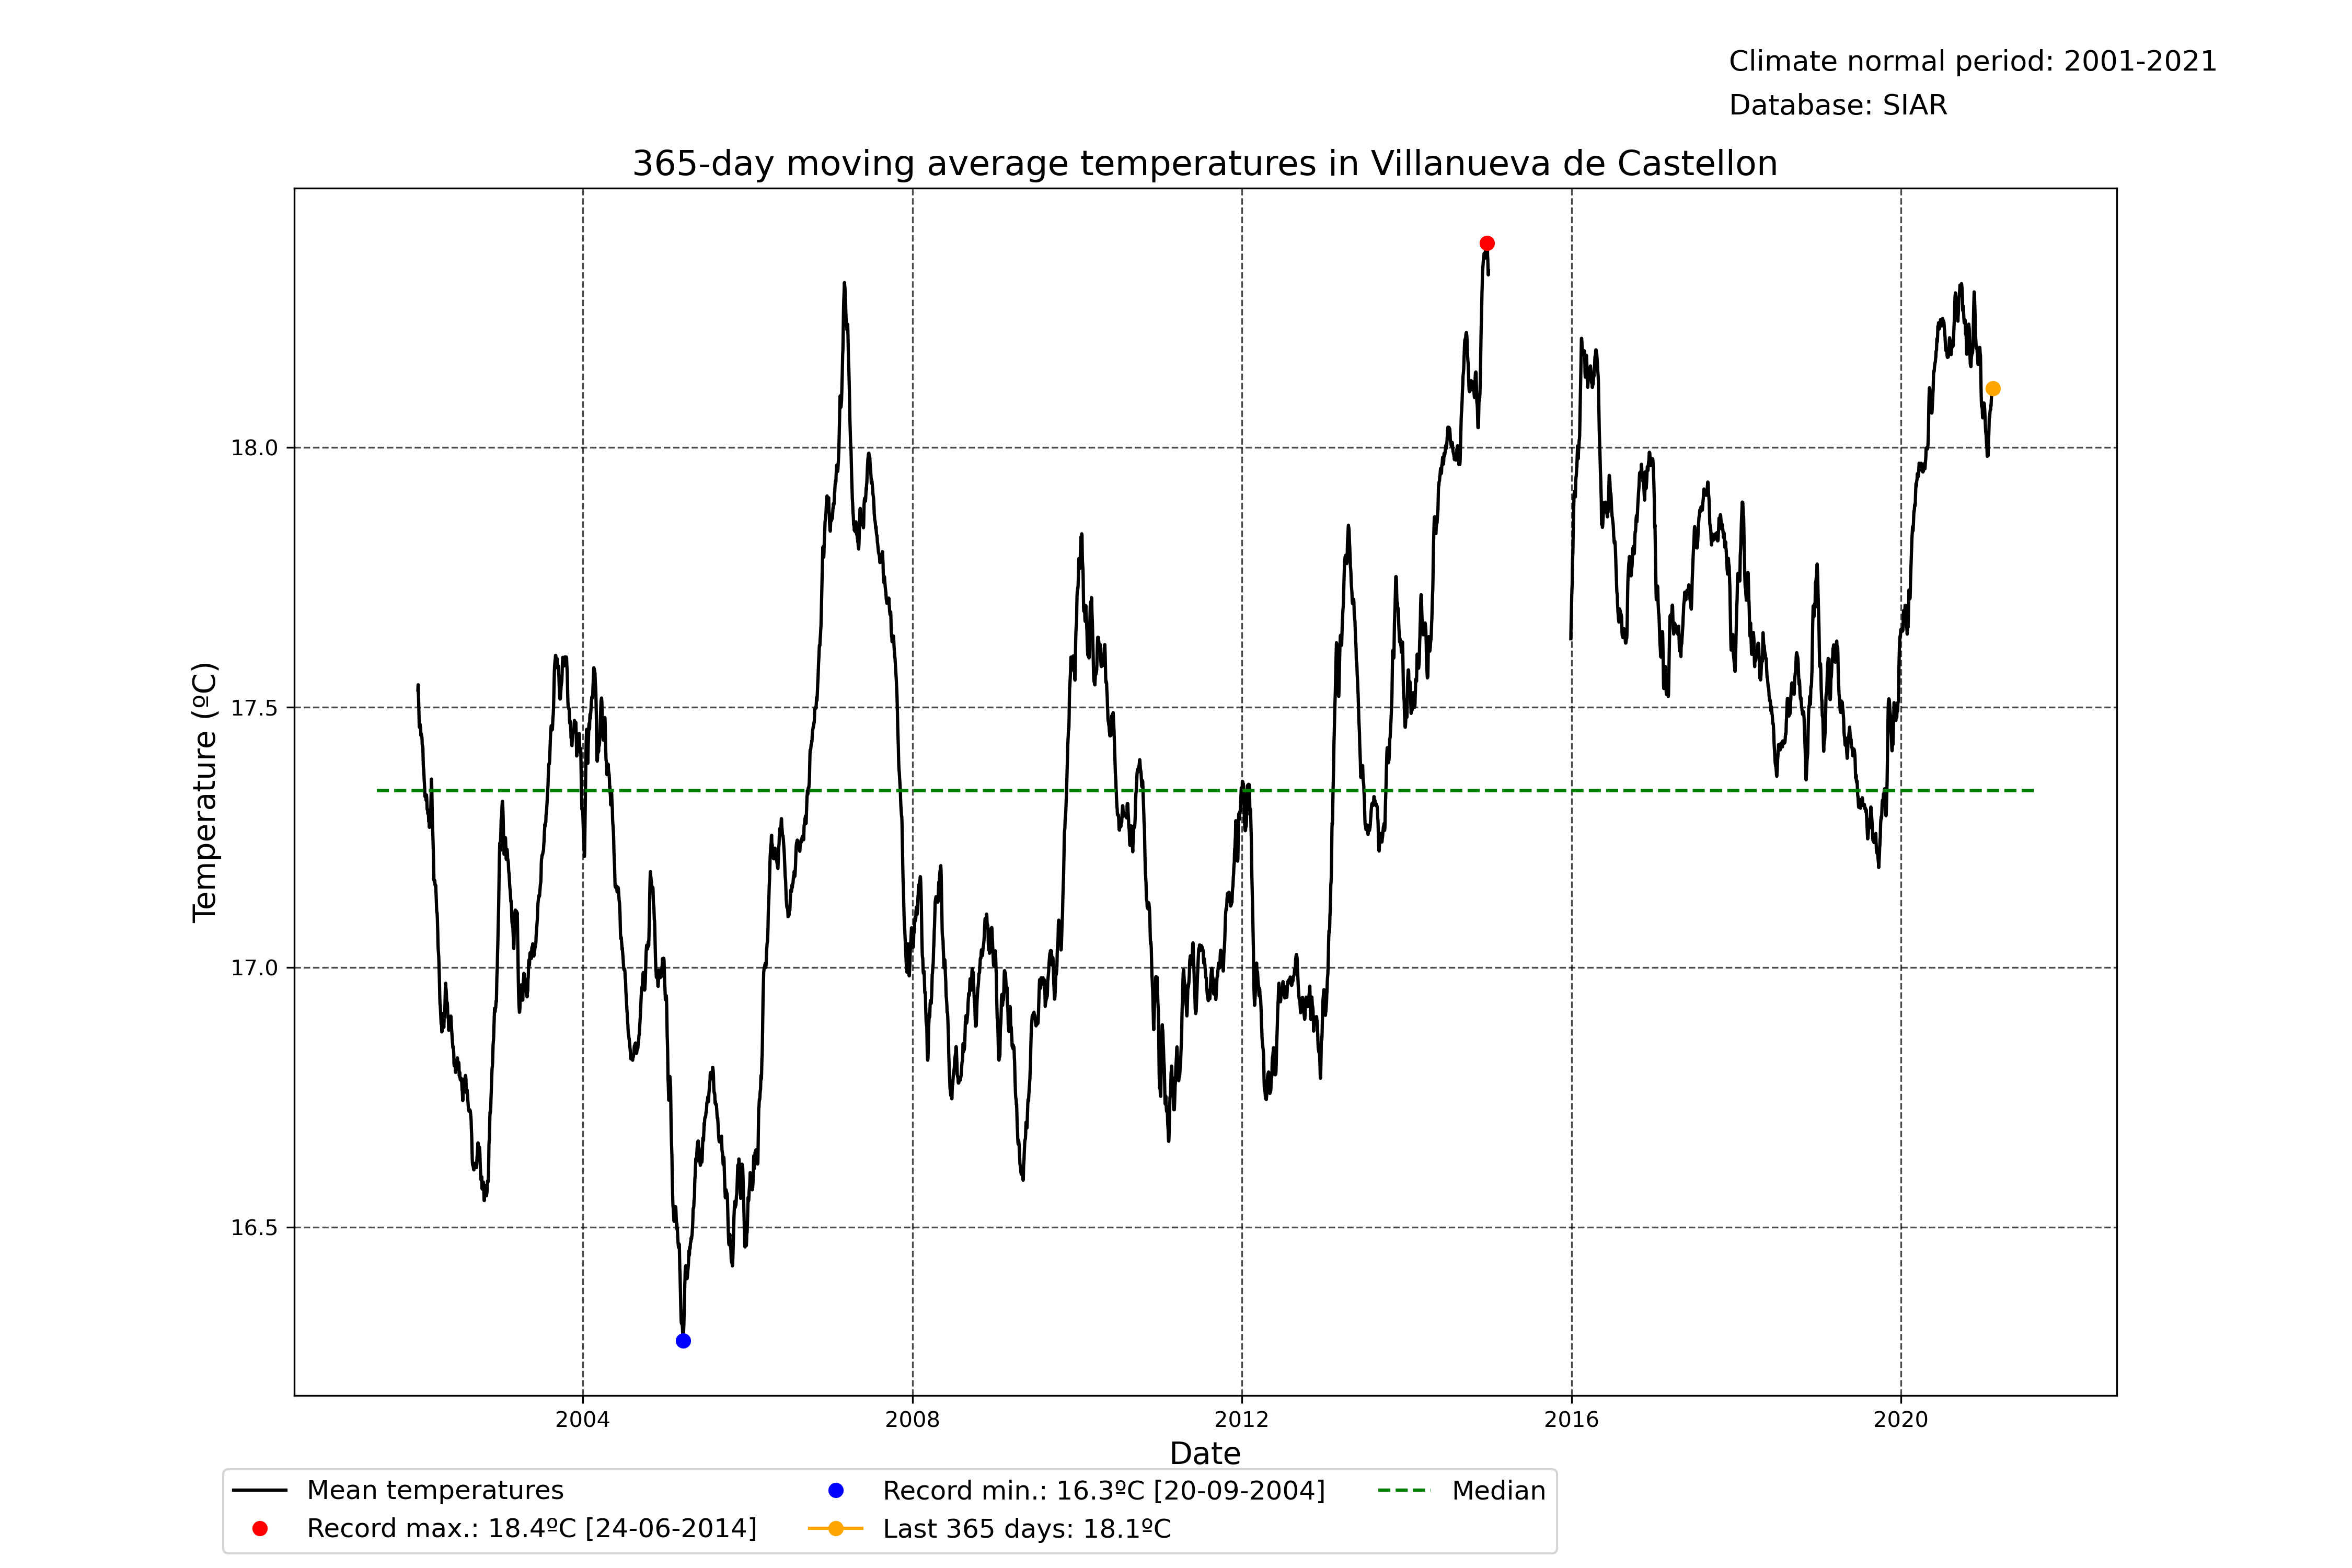 Climate normal period: 2001-2021
Database: SIAR
365-day moving average temperatures in Villanueva de Castellon
Temperature (ºC)
18.0
17.5
17.0
16.5
2004
2008
2012
2016
2020
Date
Mean temperatures
Record max.: 18.4ºC [24-06-2014]
Record min.: 16.3ºC [20-09-2004]
Last 365 days: 18.1ºC
Median